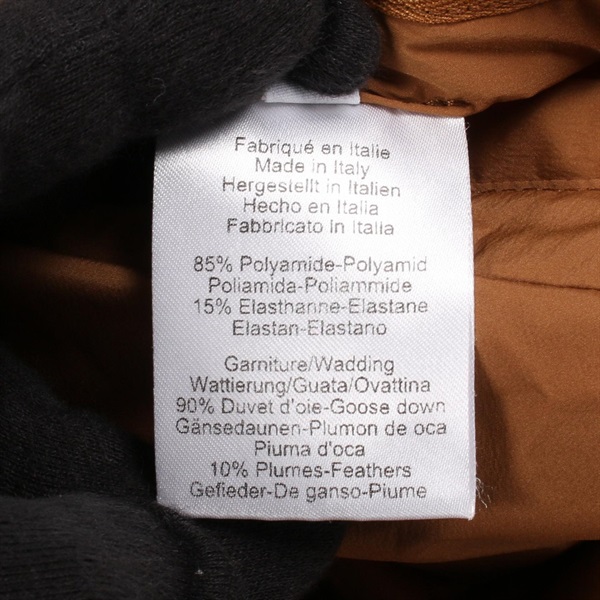 Fabriqué en Italie
Made in Italy
Hergestellt in Italien
Hecho en Italia
Fabbricato in Italia
85% Polyamide-Polyamid
Poliamida-Poliammide
15% Elasthanne-Elastane
Elastan-Elastano
Garniture/Wadding
Wattierung/Guata/Ovattina
90% Duvet d'oie-Goose down
Gänsedaunen-Plumon de oca
Piuma d'oca
10% Plumes-Feathers
Gefieder-De ganso-Piume